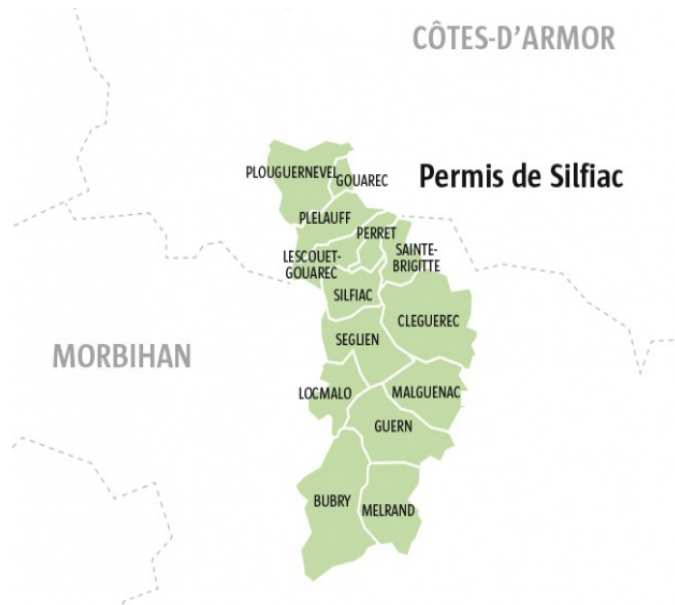 CÔTES-D'ARMOR
Permis de Silfiac
PLOUGUERNEVEL
GOUAREC
PLELAUFF
PERRET
LESCOUET-
GOUAREC
SAINTE-
BRIGITTE
SILFIAC
CLEGUEREC
SEGLIEN
MORBIHAN
LOCMALO
MALGUENAC
GUERN
BUBRY
MELRAND